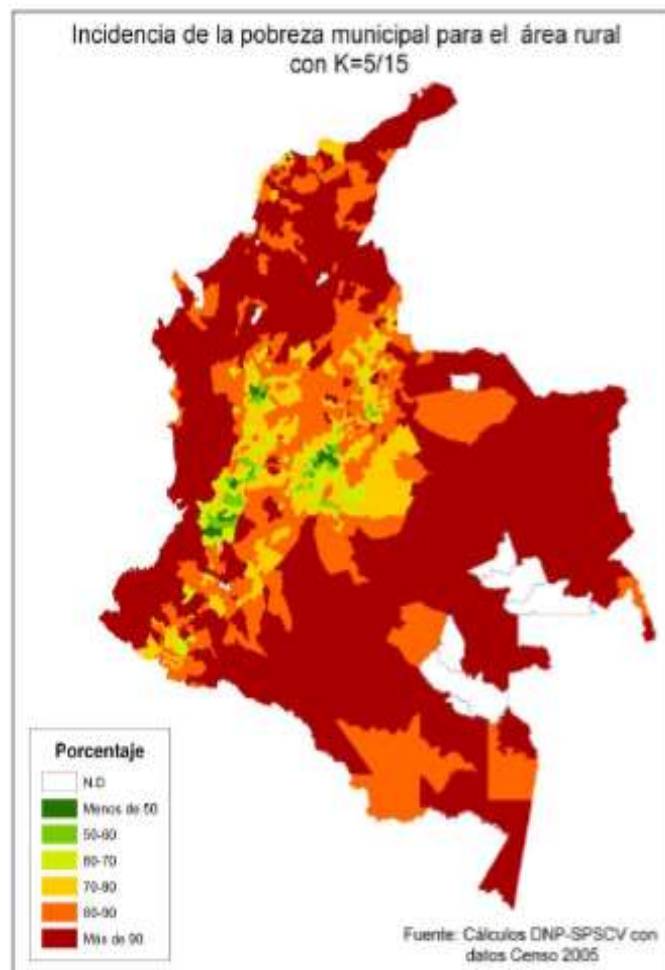 Incidencia de la pobreza municipal para el área rural
con K=5/15
Porcentaje
N.D
Menos de 50
50-60
60-70
70-80
80-90
Más de 90
Fuente: Cálculos DNP-SPSCV con
datos Censo 2005